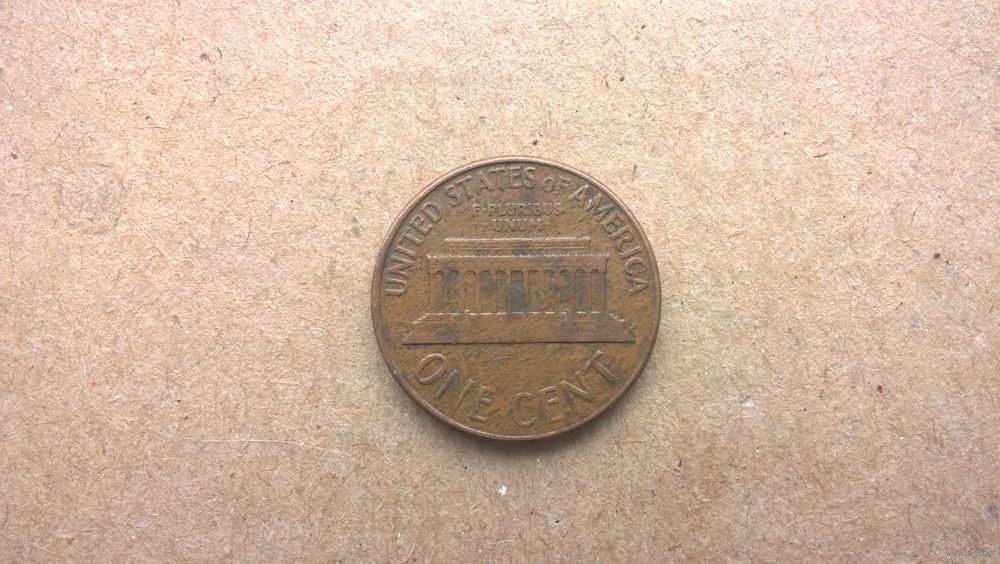 UNITED STATES OF AMERICA
E·PLURIBUS
UNUM
ONE CENT